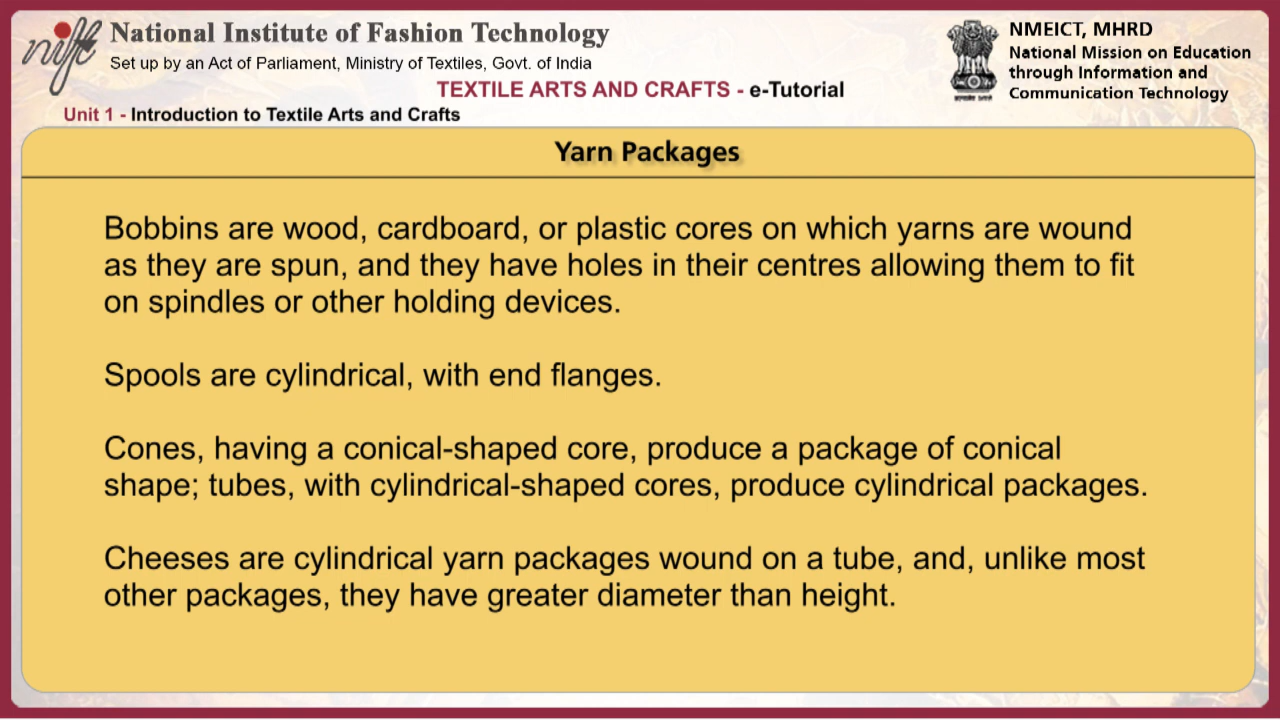 nift
National Institute of Fashion Technology
Set up by an Act of Parliament, Ministry of Textiles, Govt. of India
NMEICT, MHRD
National Mission on Education
through Information and
Communication Technology
TEXTILE ARTS AND CRAFTS - e-Tutorial
Unit 1 - Introduction to Textile Arts and Crafts
Yarn Packages
Bobbins are wood, cardboard, or plastic cores on which yarns are wound
as they are spun, and they have holes in their centres allowing them to fit
on spindles or other holding devices.
Spools are cylindrical, with end flanges.
Cones, having a conical-shaped core, produce a package of conical
shape; tubes, with cylindrical-shaped cores, produce cylindrical packages.
Cheeses are cylindrical yarn packages wound on a tube, and, unlike most
other packages, they have greater diameter than height.